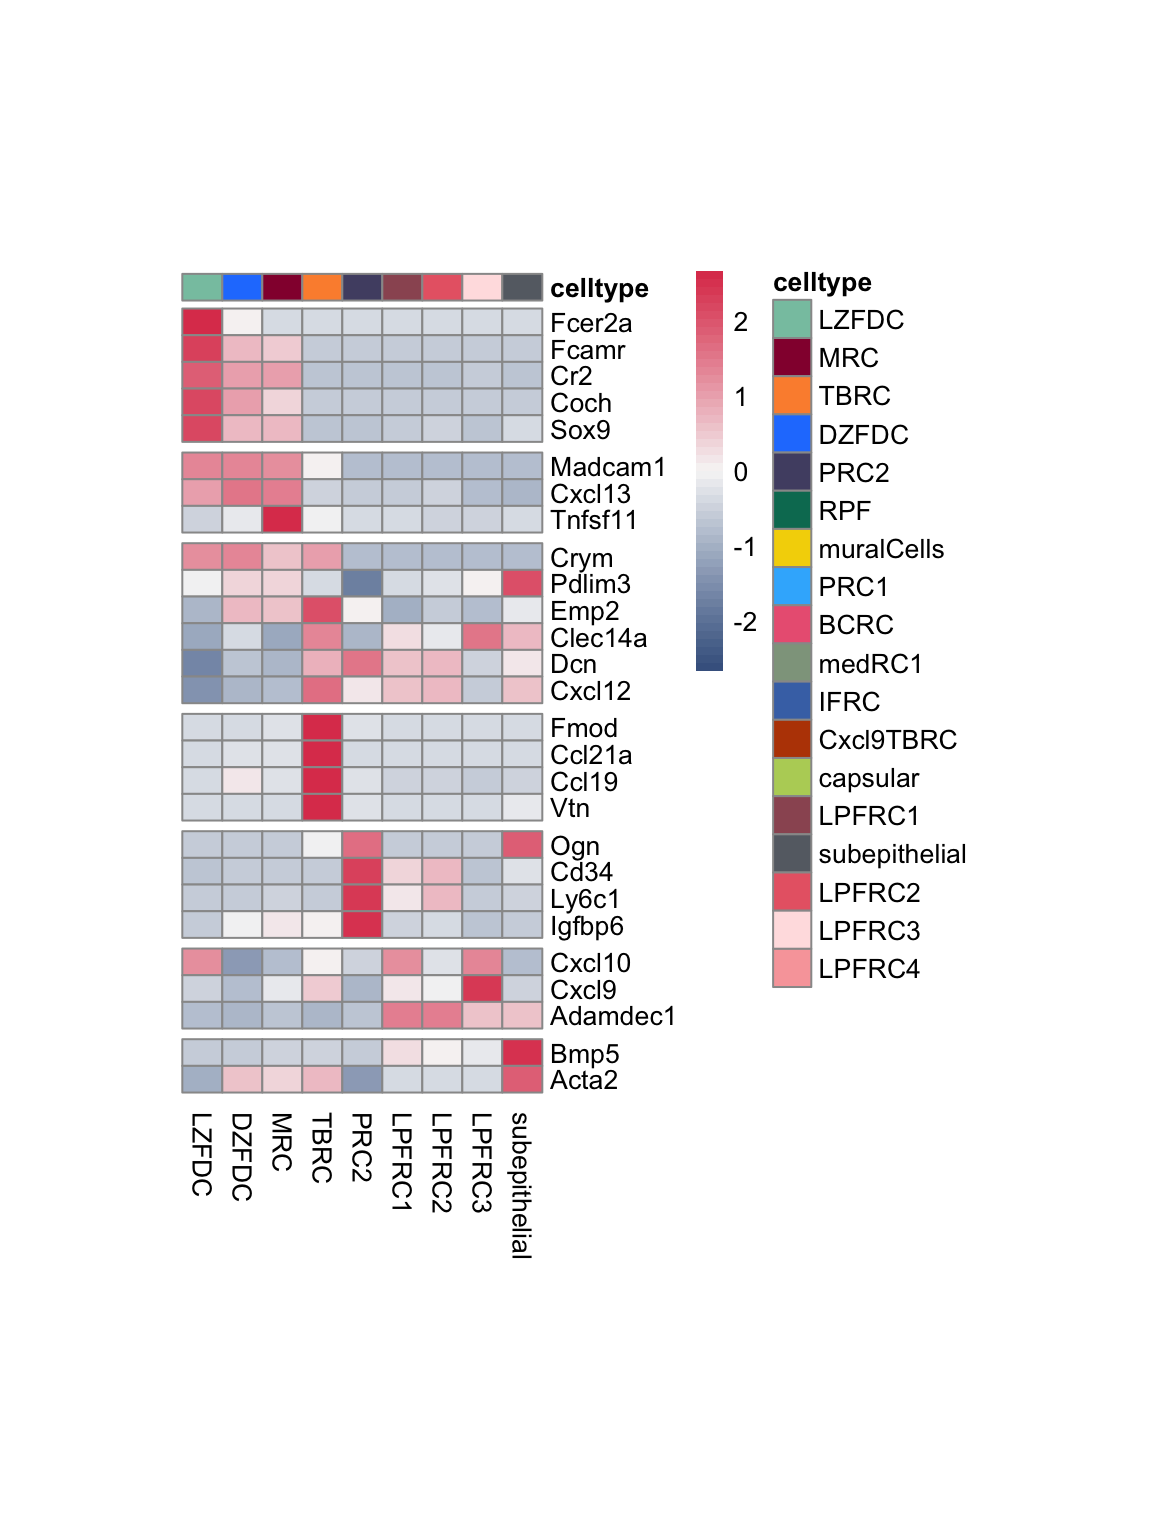 celltype
Fcer2a
Fcamr
Cr2
Coch
Sox9
Madcam1
Cxcl13
Tnfsf11
Crym
Pdlim3
Emp2
Clec14a
Dcn
Cxcl12
Fmod
Ccl21a
Ccl19
Vtn
Ogn
Cd34
Ly6c1
Igfbp6
Cxcl10
Cxcl9
Adamdec1
Bmp5
Acta2
LZFDC
DZFDC
MRC
TBRC
PRC2
LPFRC1
LPFRC2
LPFRC3
subepithelial
2
1
0
-1
-2
celltype
LZFDC
MRC
TBRC
DZFDC
PRC2
RPF
muralCells
PRC1
BCRC
medRC1
IFRC
Cxcl9TBRC
capsular
LPFRC1
subepithelial
LPFRC2
LPFRC3
LPFRC4